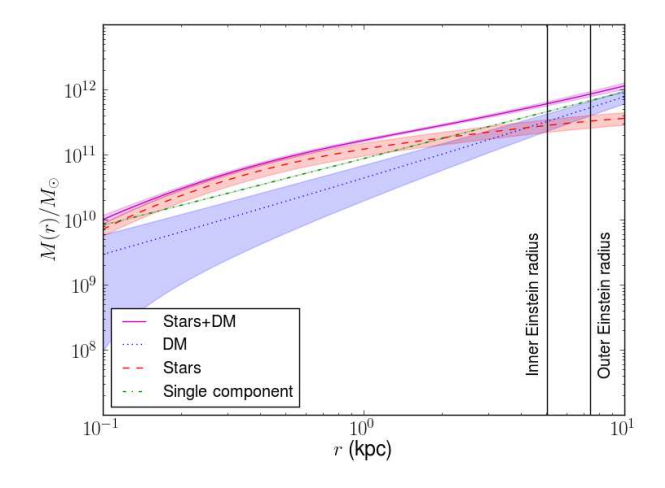 10^{12}
10^{11}
10^{10}
10^{9}
10^{8}
M(r)/M_⊙
Stars+DM
DM
Stars
Single component
Inner Einstein radius
Outer Einstein radius
10^{-1}
10^{0}
10^{1}
r (kpc)